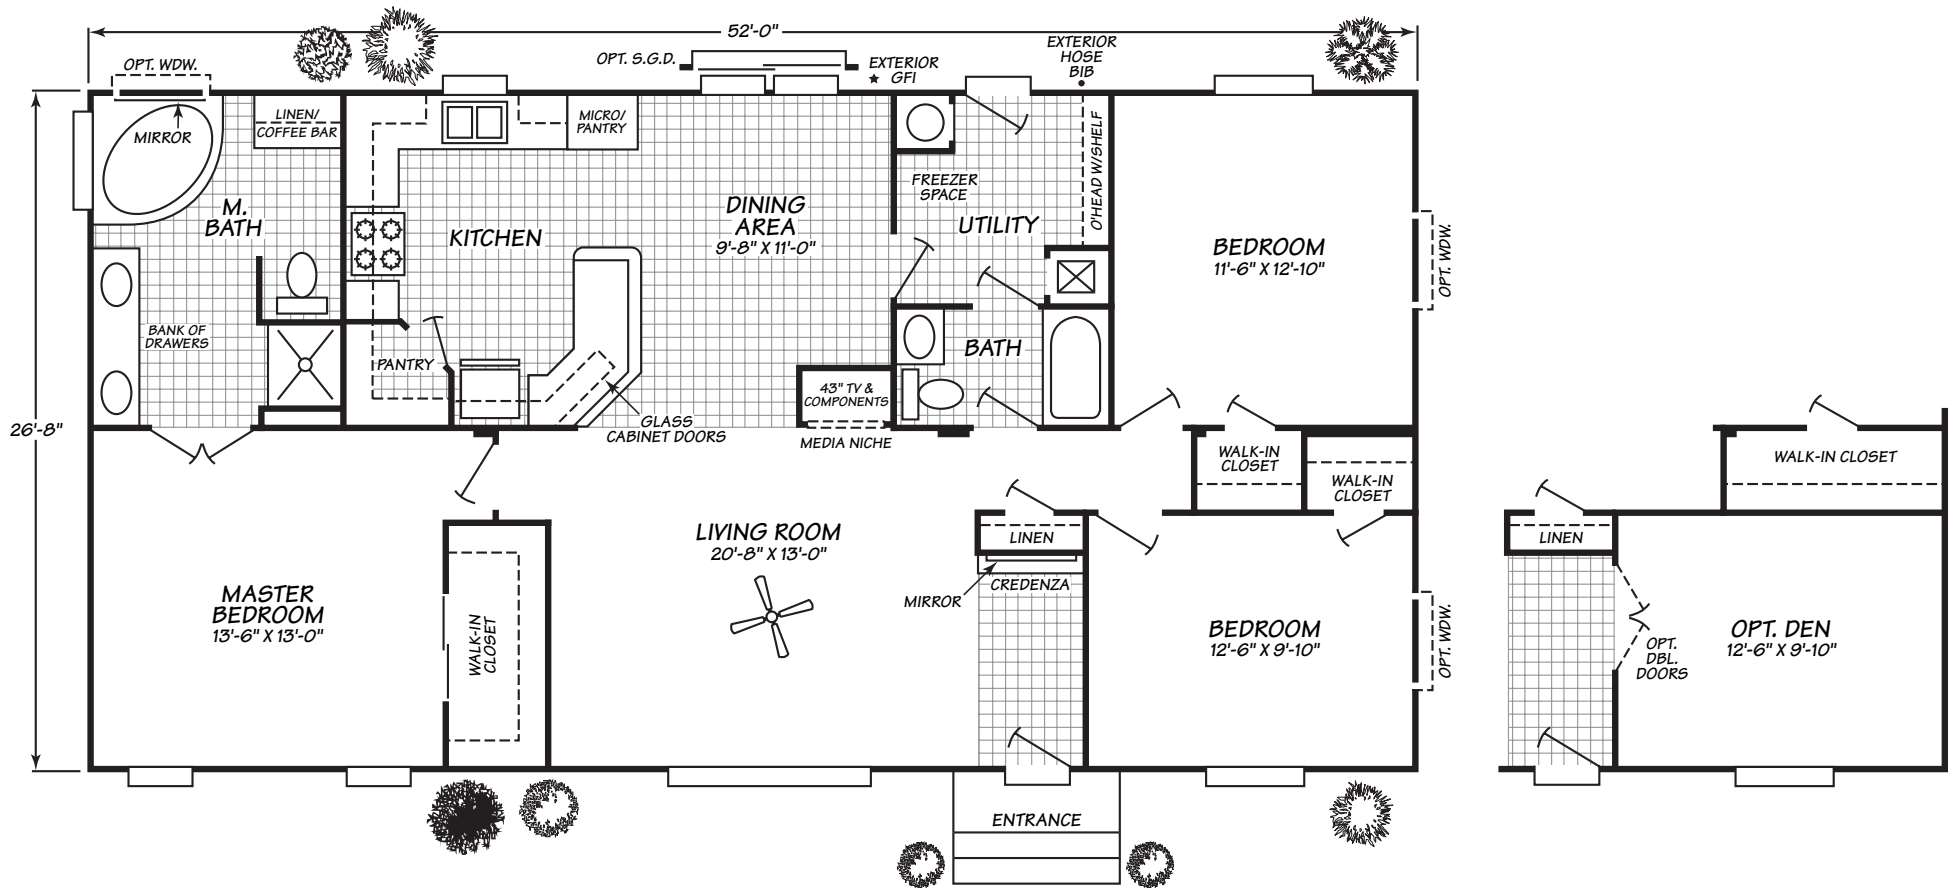 52'-0"
OPT. WDW.
OPT. S.G.D.
EXTERIOR
GFI
EXTERIOR
HOSE
BIB
MIRROR
LINEN/
COFFEE BAR
MICRO/
PANTRY
O'HEAD W/SHELF
FREEZER
SPACE
M.
BATH
KITCHEN
DINING
AREA
9'-8" X 11'-0"
UTILITY
BEDROOM
11'-6" X 12'-10"
OPT. WDW.
BANK OF
DRAWERS
PANTRY
BATH
43" TV &
COMPONENTS
MEDIA NICHE
GLASS
CABINET DOORS
26'-8"
WALK-IN
CLOSET
WALK-IN
CLOSET
WALK-IN CLOSET
LIVING ROOM
20'-8" X 13'-0"
LINEN
LINEN
MIRROR
CREDENZA
MASTER
BEDROOM
13'-6" X 13'-0"
WALK-IN
CLOSET
BEDROOM
12'-6" X 9'-10"
OPT. WDW.
OPT.
DBL.
DOORS
OPT. DEN
12'-6" X 9'-10"
ENTRANCE